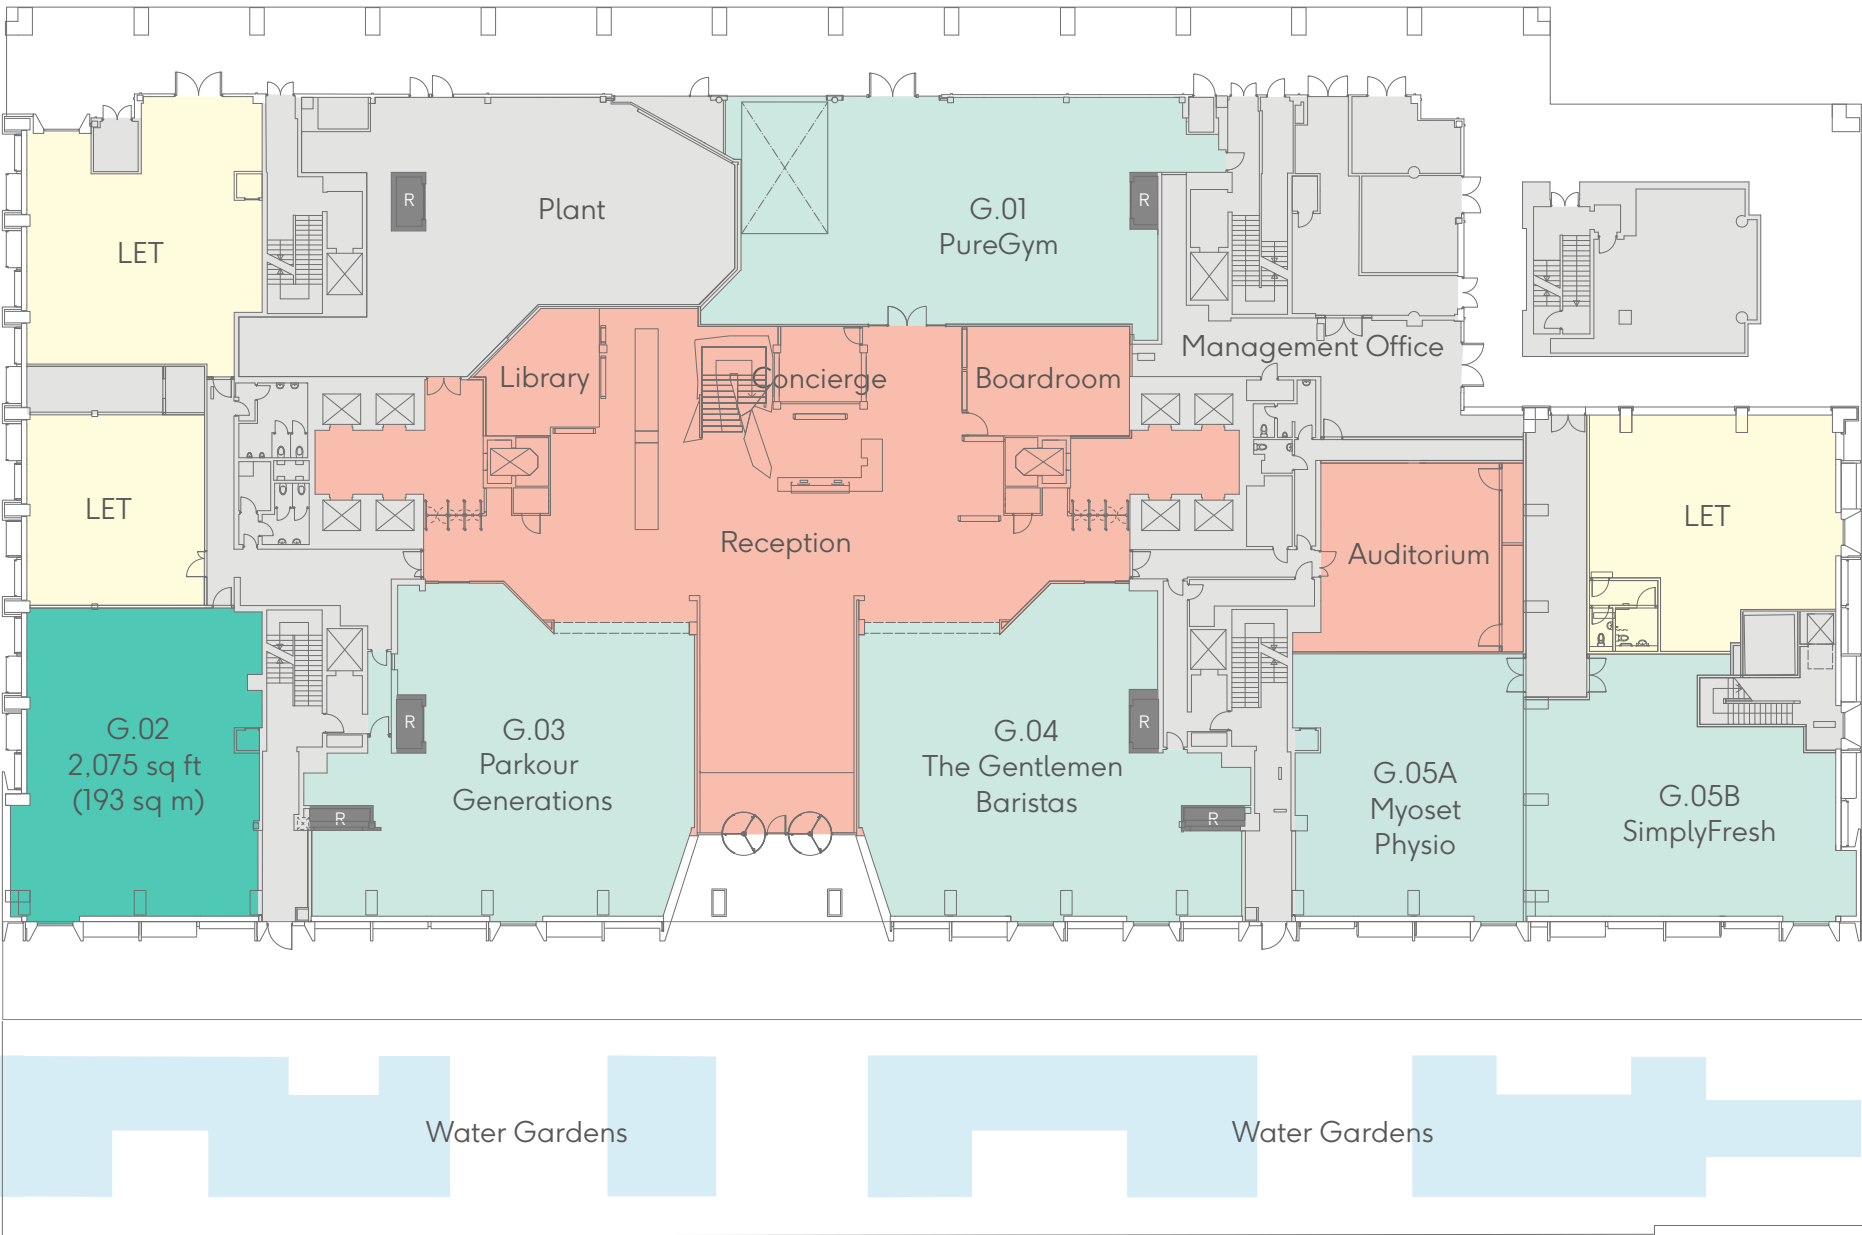 R
Plant
G.01
PureGym
R
LET
Management Office
Library
Concierge
Boardroom
LET
Reception
Auditorium
LET
G.02
2,075 sq ft
(193 sq m)
R
G.03
Parkour
Generations
R
G.04
The Gentlemen
Baristas
R
R
G.05A
Myoset
Physio
G.05B
SimplyFresh
Water Gardens
Water Gardens